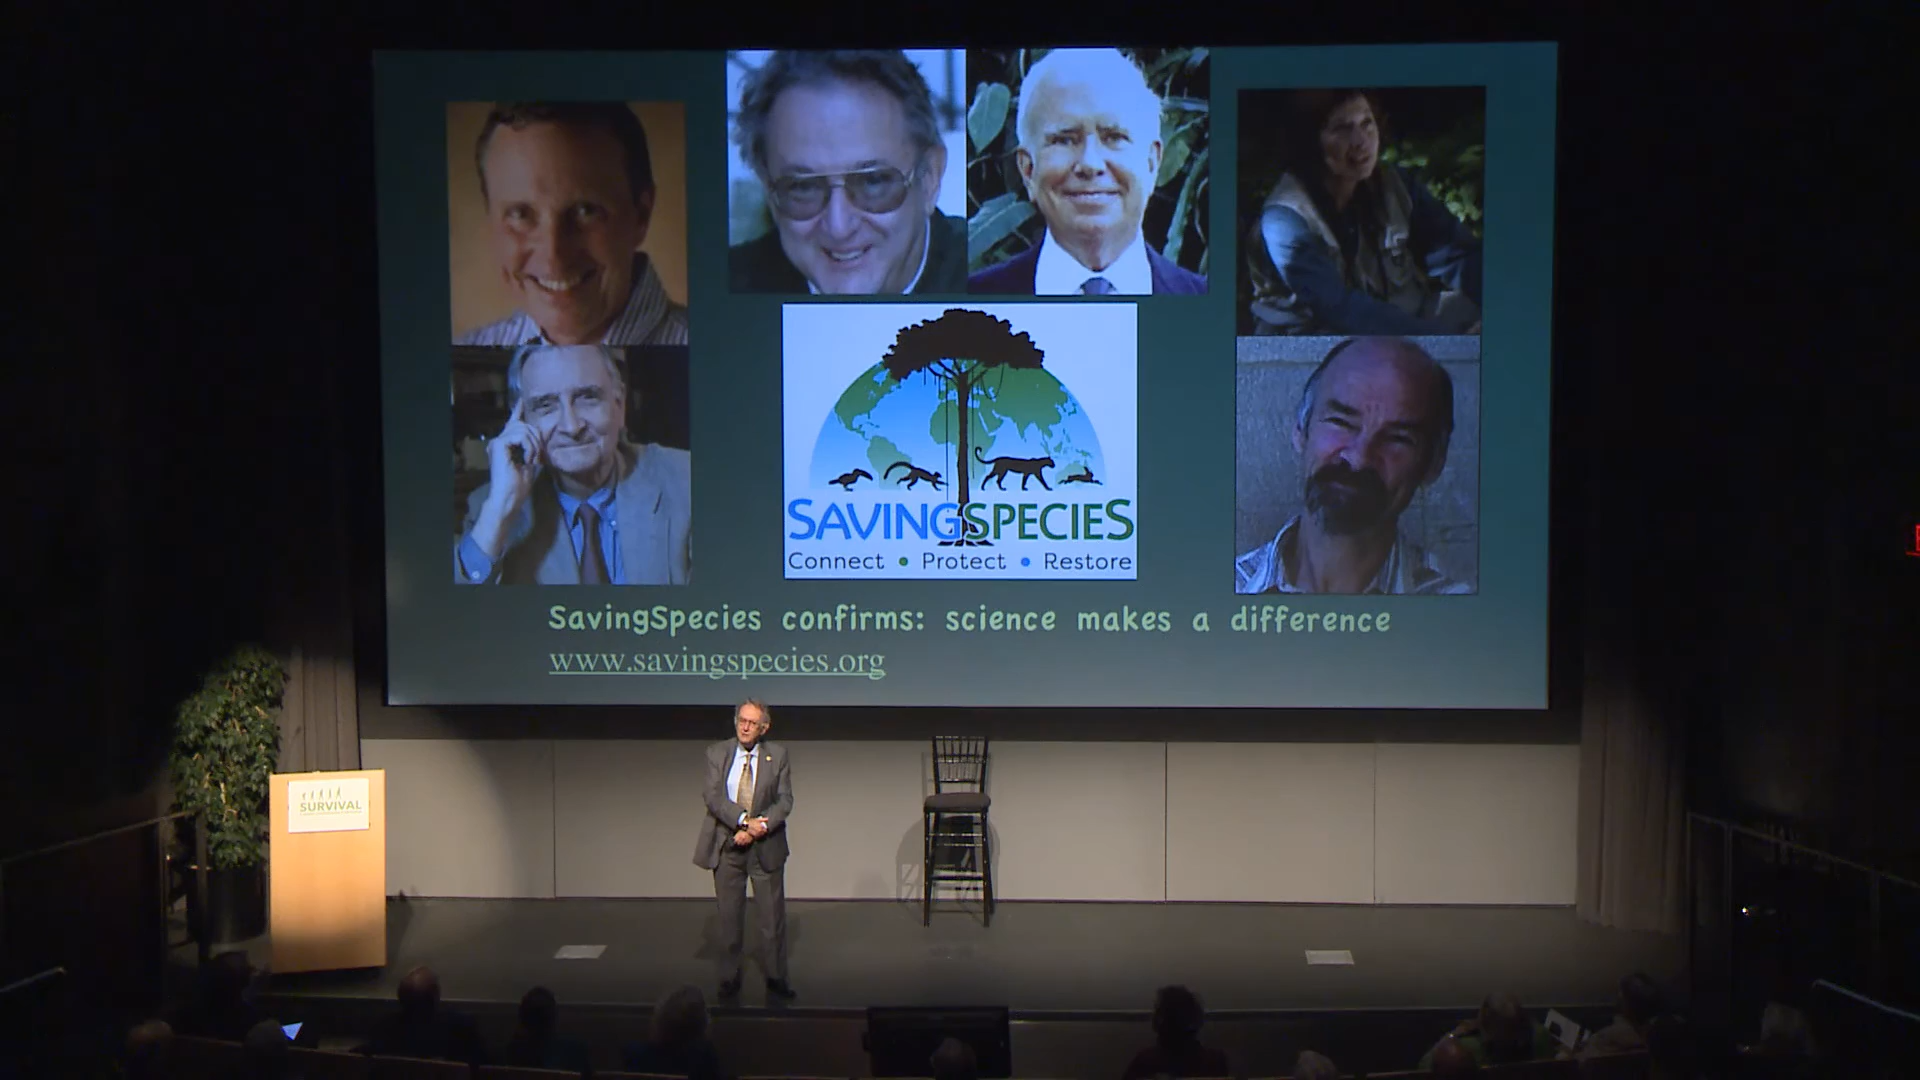 SAVINGSPECIES
Connect • Protect • Restore
SavingSpecies confirms: science makes a difference
www.savingspecies.org
SURVIVAL